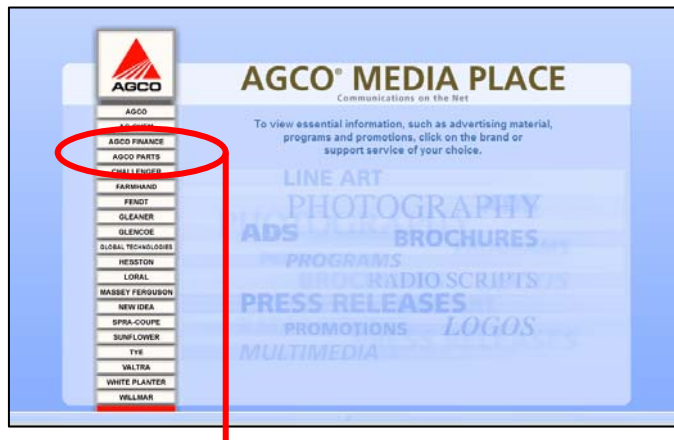 AGCO
AGCO® MEDIA PLACE
Communications on the Net
To view essential information, such as advertising material,
programs and promotions, click on the brand or
support service of your choice.
AGCO
AGCO FINANCE
AGCO PARTS
CHALLENGER
FARMHAND
FENDT
GLEANER
GLENCOE
GLOBAL TECHNOLOGIES
HESSTON
LORAL
MASSEY FERGUSON
NEW IDEA
SPRA-COUPE
SUNFLOWER
TYE
VALTRA
WHITE PLANTER
WILLMAR
LINE ART
PHOTOGRAPHY
ADS
BROCHURES
PROGRAMS
RADIO SCRIPTS
PRESS RELEASES
PROMOTIONS
LOGOS
MULTIMEDIA